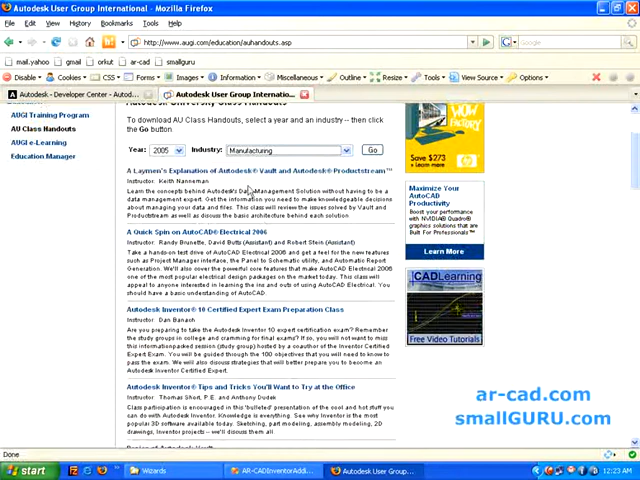 Autodesk User Group International - Mozilla Firefox
File Edit View History Bookmarks Tools Help
http://www.augi.com/education/auhandouts.asp
Google
mail.yahoo gmail orkut ar-cad smallguru
Disable Cookies CSS Forms Images Information Miscellaneous Outline Resize Tools View Source Options
Autodesk - Developer Center - Autod...
Autodesk User Group Internatio...
AUGI Training Program
AU Class Handouts
AUGI e-Learning
Education Manager
Autodesk University Class Handouts
To download AU Class Handouts, select a year and an industry -- then click
the Go button
Year: 2005 Industry: Manufacturing Go
A Laymen's Explanation of Autodesk® Vault and Autodesk® Productstream™
Instructor: Keith Nanneman
Learn the concepts behind Autodesk's Data Management Solution without having to be a
data management expert. Get the information you need to make knowledgeable decisions
about managing your data and files. This class will review the issues solved by Vault and
Productstream as well as discuss the basic architecture behind each solution
A Quick Spin on AutoCAD® Electrical 2006
Instructor: Randy Brunette, David Butts (Assistant) and Robert Stein (Assistant)
Take a hands-on test drive of AutoCAD Electrical 2006 and get a feel for the new features
such as Project Manager interface, the Panel to Schematic utility, and Automatic Report
Generation. We'll also cover the powerful core features that make AutoCAD Electrical 2006
one of the most popular electrical design packages on the market today. This class will
appeal to anyone interested in learning the ins and outs of using AutoCAD Electrical. You
should have a basic understanding of AutoCAD.
Autodesk Inventor® 10 Certified Expert Exam Preparation Class
Instructor: Dan Banach
Are you preparing to take the Autodesk Inventor 10 expert certification exam? Remember
the study groups in college and cramming for final exams? If so, you will not want to miss
this informationpacked session (study group) hosted by a coauthor of the Inventor Certified
Expert Exam. You will be guided through the 100 objectives that you will need to know to
pass the exam. We will also discuss strategies that will better prepare you to become an
Autodesk Inventor Certified Expert.
Autodesk Inventor® Tips and Tricks You'll Want to Try at the Office
Instructor: Thomas Short, P.E. and Anthony Dudek
Class participation is encouraged in this "bulleted" presentation of the cool and hot stuff you
can do with Autodesk Inventor. Knowledge is everything. See why Inventor is the most
popular 3D software available today. Sketching, part modeling, assembly modeling, 2D
drawings, Inventor projects -- we'll discuss them all.
WOW
FACTORY
Save $273
Maximize Your
AutoCAD
Productivity
Boost your performance
with NVIDIA® Quadro®
graphics solutions that are
Built For Professionals™
Learn More
CADLearning
Free Video Tutorials
ar-cad.com
smallGURU.com
Done
start
Wizards
AR-CADInventorAddI...
Autodesk User Group...
12:23 AM